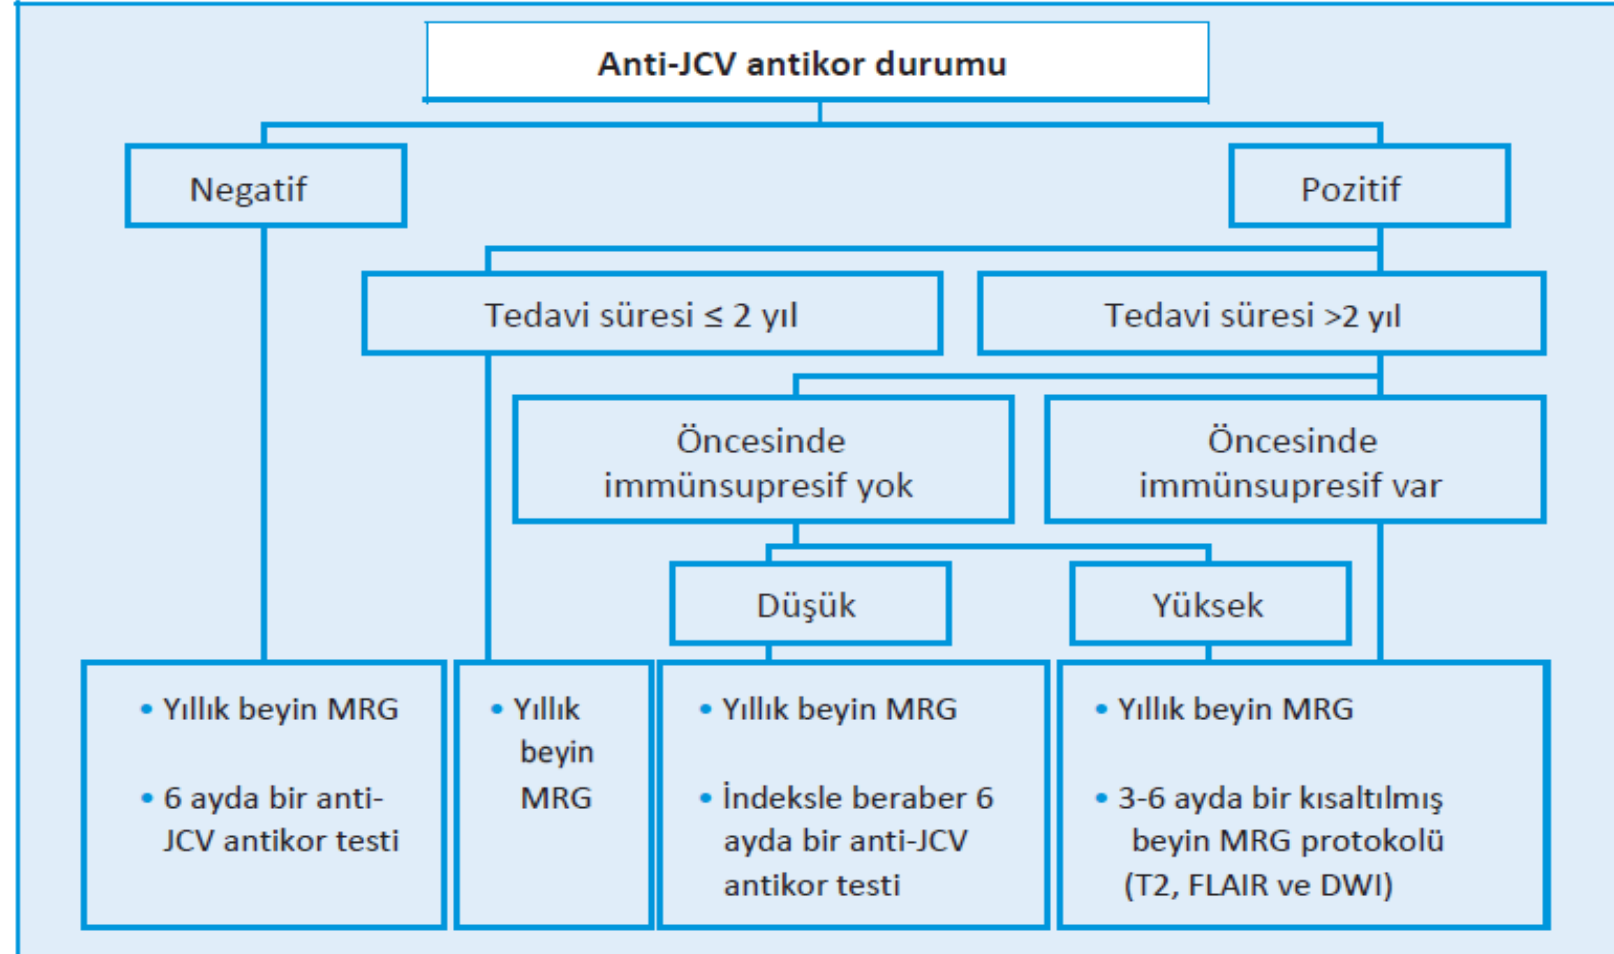 Anti-JCV antikor durumu
Negatif
Pozitif
Tedavi süresi ≤ 2 yıl
Tedavi süresi >2 yıl
Öncesinde
immünsupresif yok
Öncesinde
immünsupresif var
Düşük
Yüksek
• Yıllık beyin MRG
• 6 ayda bir anti-
JCV antikor testi
• Yıllık
beyin
MRG
• Yıllık beyin MRG
• İndeksle beraber 6
ayda bir anti-JCV
antikor testi
• Yıllık beyin MRG
• 3-6 ayda bir kısaltılmış
beyin MRG protokolü
(T2, FLAIR ve DWI)